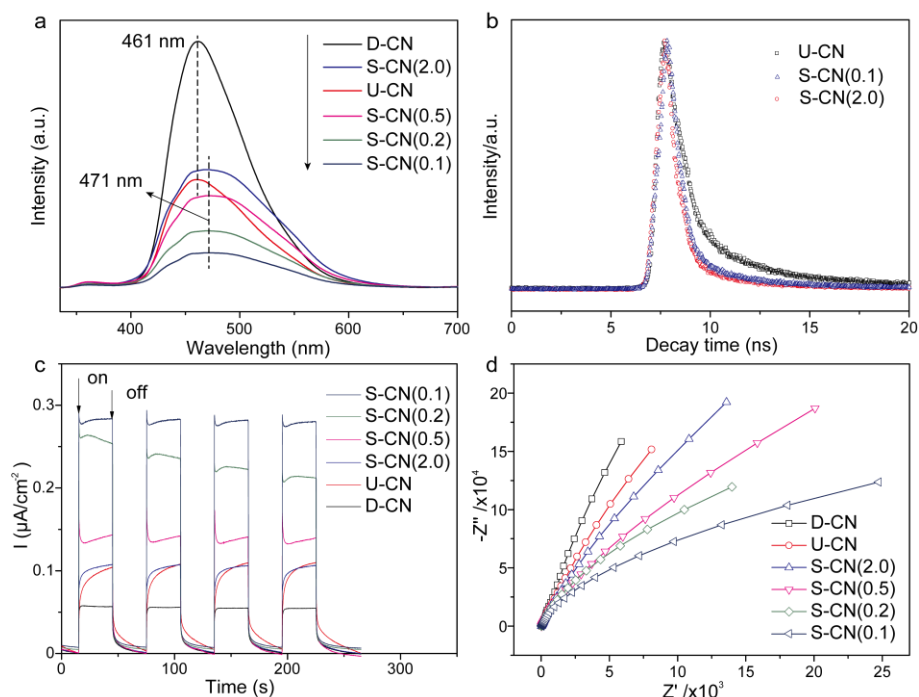 a
461 nm
471 nm
D-CN
S-CN(2.0)
U-CN
S-CN(0.5)
S-CN(0.2)
S-CN(0.1)
Intensity (a.u.)
400 500 600 700
Wavelength (nm)
b
U-CN
S-CN(0.1)
S-CN(2.0)
Intensity/a.u.
0 5 10 15 20
Decay time (ns)
c
on
off
S-CN(0.1)
S-CN(0.2)
S-CN(0.5)
S-CN(2.0)
U-CN
D-CN
I (μA/cm⁻²)
0.3
0.2
0.1
0
0 100 200 300
Time (s)
d
D-CN
U-CN
S-CN(2.0)
S-CN(0.5)
S-CN(0.2)
S-CN(0.1)
-Z'' /x10⁴
25
20
15
10
5
0
0 5 10 15 20 25
Z' /x10³